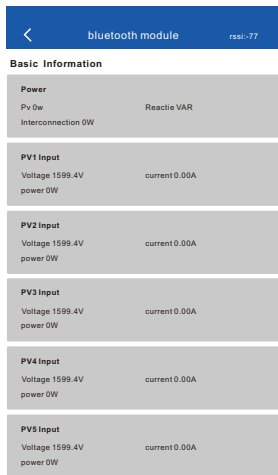 bluetooth module rssi:-77
Basic Information
Power
Pv 0w Reactie VAR
Interconnection 0W
PV1 Input
Voltage 1599.4V current 0.00A
power 0W
PV2 Input
Voltage 1599.4V current 0.00A
power 0W
PV3 Input
Voltage 1599.4V current 0.00A
power 0W
PV4 Input
Voltage 1599.4V current 0.00A
power 0W
PV5 Input
Voltage 1599.4V current 0.00A
power 0W